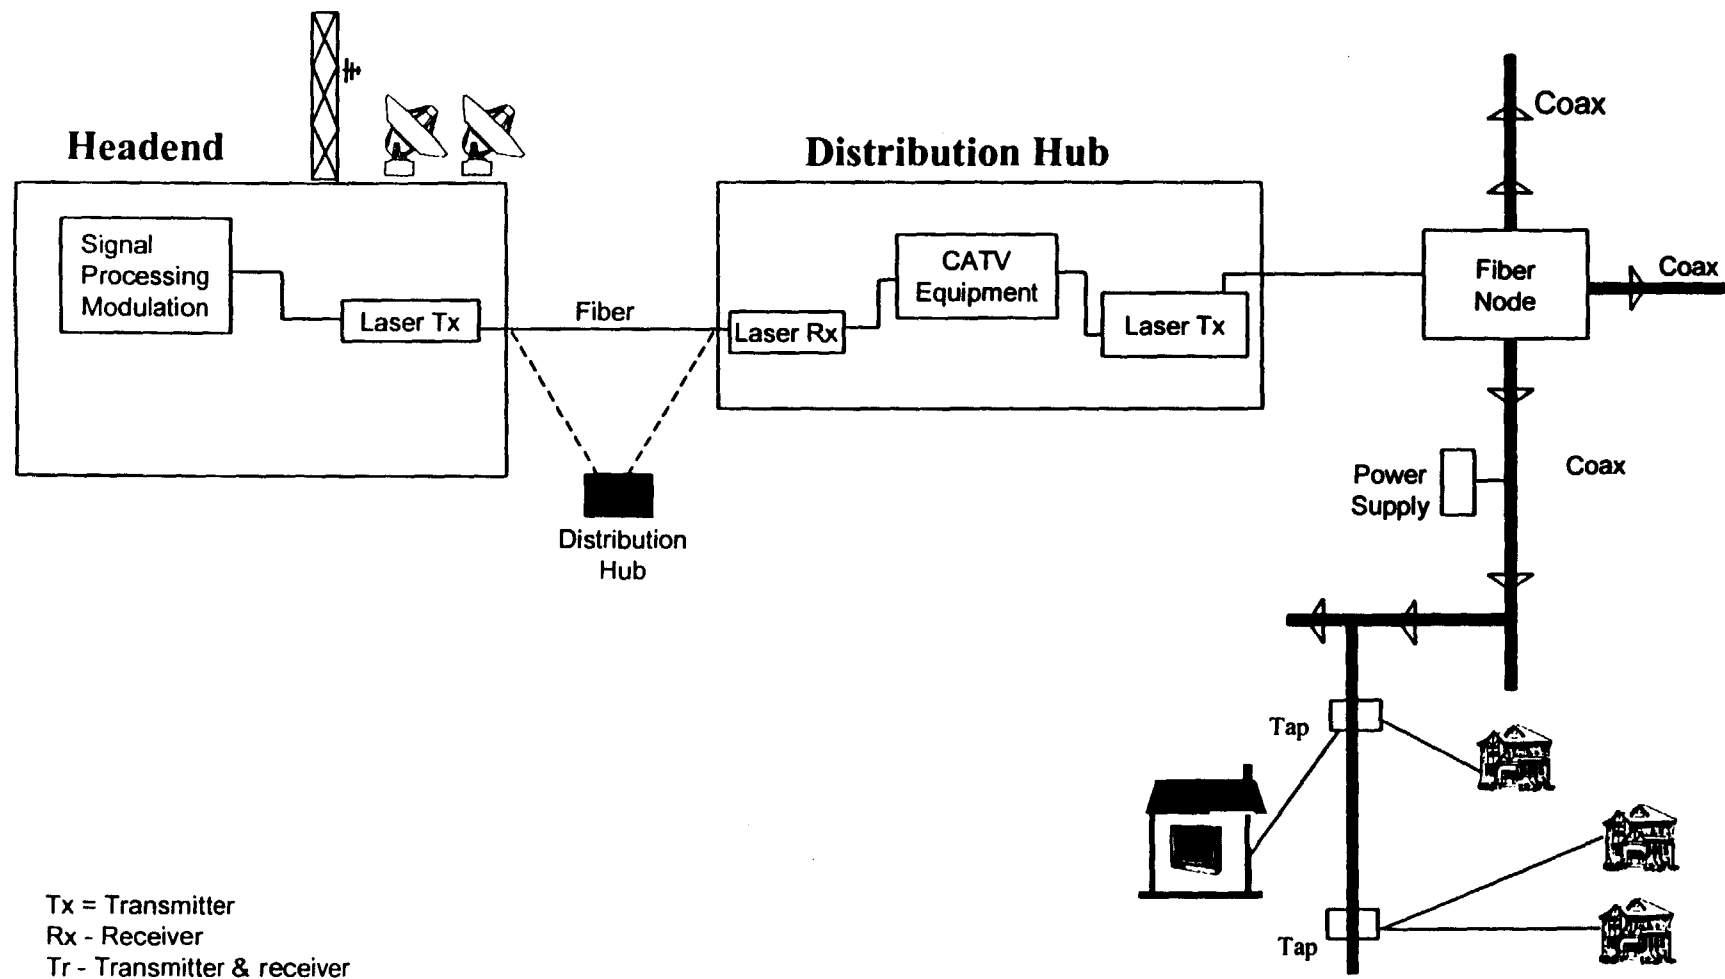 Headend
Distribution Hub
Coax
Signal
Processing
Modulation
Laser Tx
Fiber
Laser Rx
CATV
Equipment
Laser Tx
Fiber
Node
Coax
Power
Supply
Coax
Distribution
Hub
Tap
Tap
Tx = Transmitter
Rx - Receiver
Tr - Transmitter & receiver